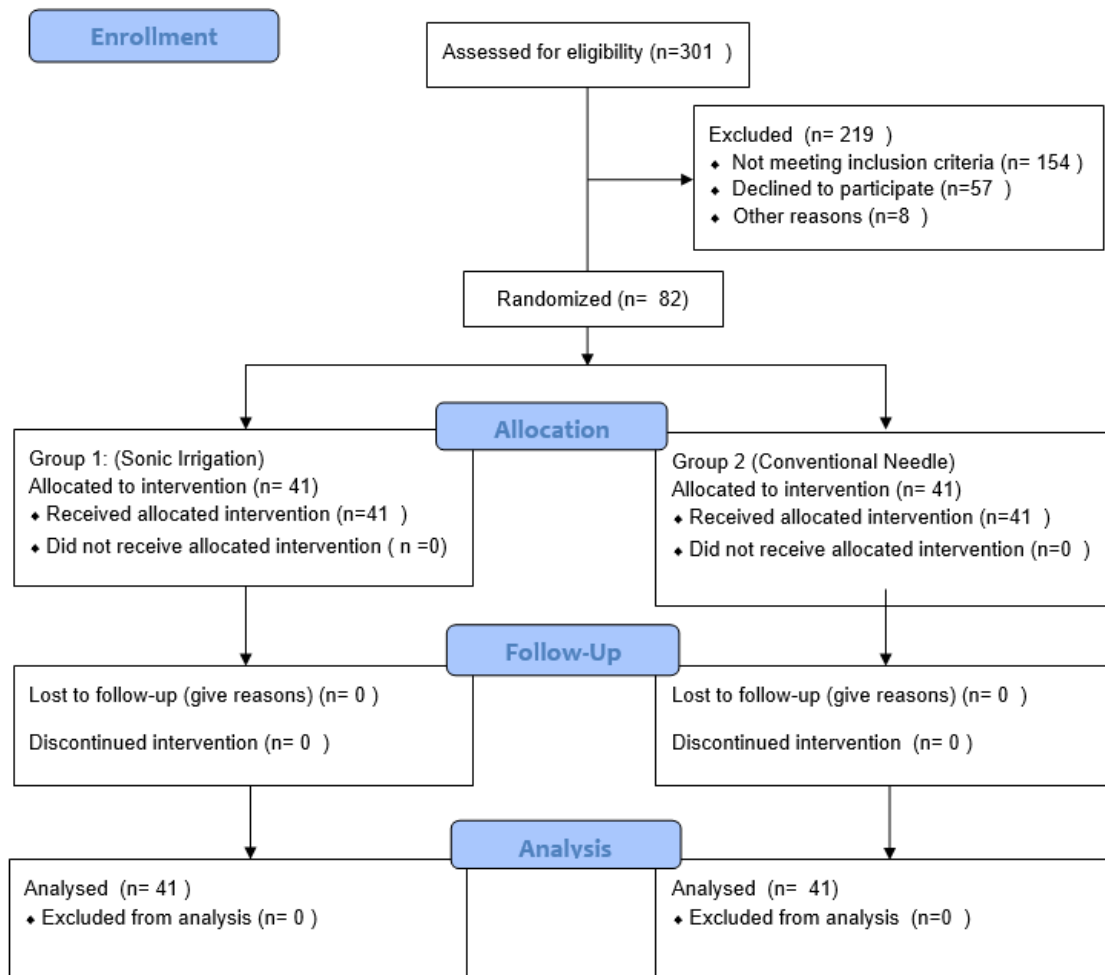 Enrollment
Assessed for eligibility (n=301 )
Excluded (n= 219 )
◆ Not meeting inclusion criteria (n= 154 )
◆ Declined to participate (n=57 )
◆ Other reasons (n=8 )
Randomized (n= 82)
Allocation
Group 1: (Sonic Irrigation)
Allocated to intervention (n= 41)
◆ Received allocated intervention (n=41 )
◆ Did not receive allocated intervention ( n =0)
Group 2 (Conventional Needle)
Allocated to intervention (n= 41)
◆ Received allocated intervention (n=41 )
◆ Did not receive allocated intervention (n=0 )
Follow-Up
Lost to follow-up (give reasons) (n= 0 )
Discontinued intervention (n= 0 )
Lost to follow-up (give reasons) (n= 0 )
Discontinued intervention (n= 0 )
Analysis
Analysed (n= 41 )
◆ Excluded from analysis (n= 0 )
Analysed (n= 41)
◆ Excluded from analysis (n=0 )